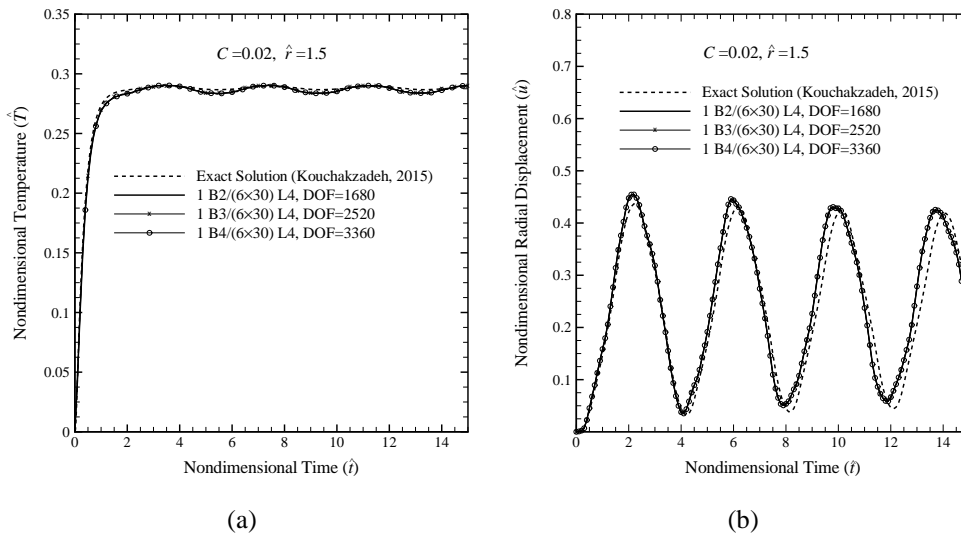 C =0.02, r̂ =1.5
Exact Solution (Kouchakzadeh, 2015)
1 B2/(6×30) L4, DOF=1680
1 B3/(6×30) L4, DOF=2520
1 B4/(6×30) L4, DOF=3360
Nondimensional Temperature (T̂)
0.35
0.3
0.25
0.2
0.15
0.1
0.05
0
0 2 4 6 8 10 12 14
Nondimensional Time (t̂)
(a)
C =0.02, r̂ =1.5
Exact Solution (Kouchakzadeh, 2015)
1 B2/(6×30) L4, DOF=1680
1 B3/(6×30) L4, DOF=2520
1 B4/(6×30) L4, DOF=3360
Nondimensional Radial Displacement (û)
0.8
0.7
0.6
0.5
0.4
0.3
0.2
0.1
0 2 4 6 8 10 12 14
Nondimensional Time (t̂)
(b)